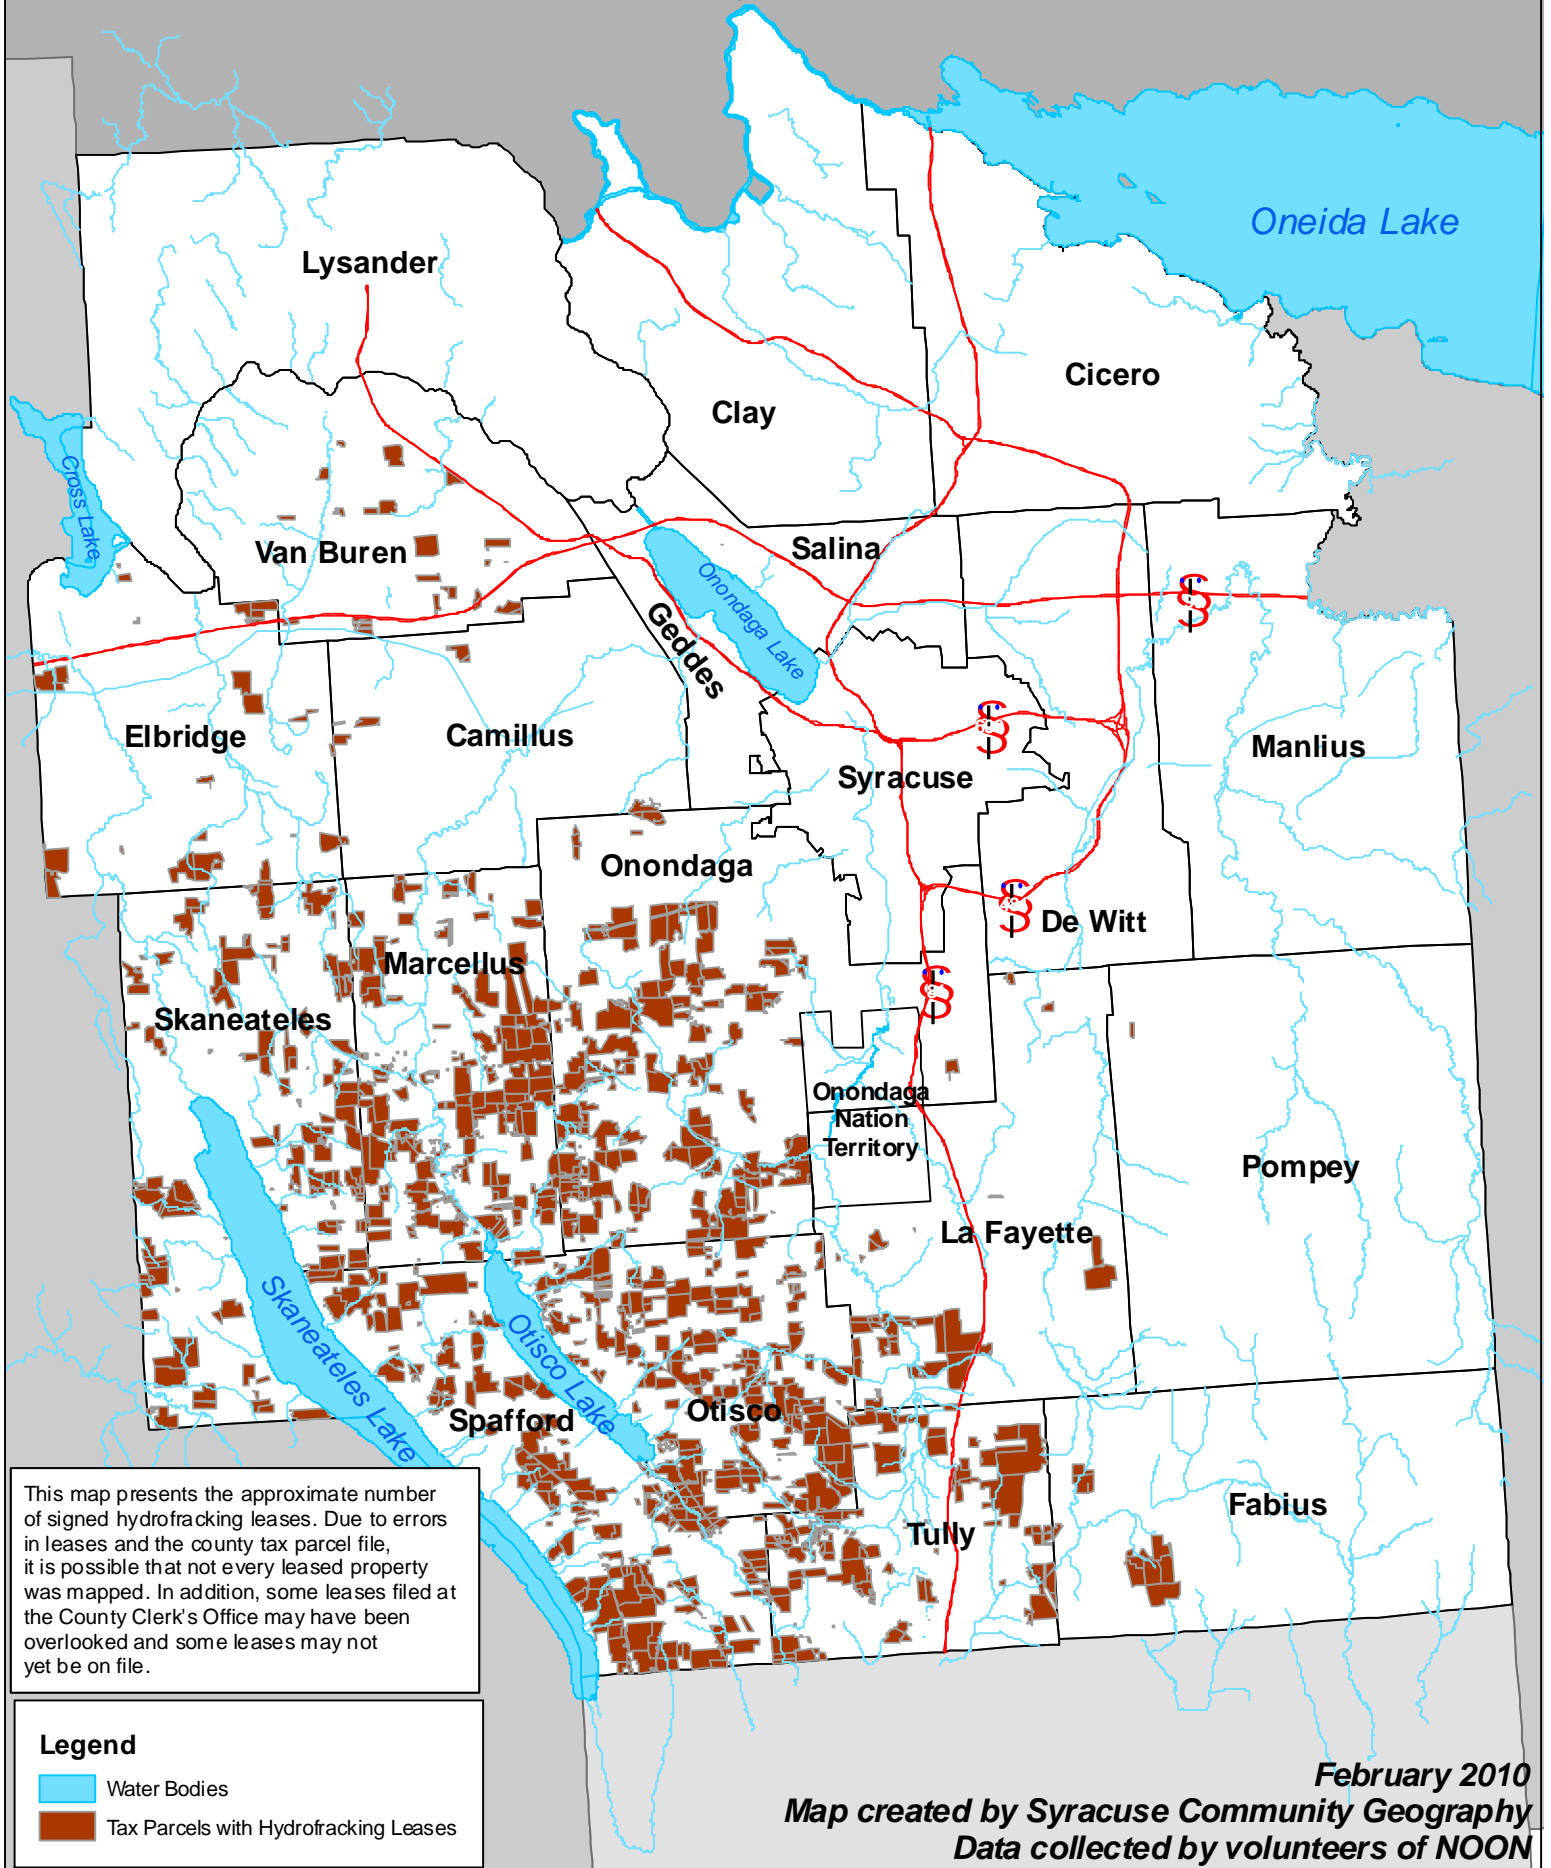 Oneida Lake
Lysander
Cicero
Clay
Cross Lake
Van Buren
Salina
Onondaga Lake
Geddes
Elbridge
Camillus
Manlius
Syracuse
Onondaga
De Witt
Marcellus
Skaneateles
Onondaga
Nation
Territory
Pompey
La Fayette
Skaneateles Lake
Otisco Lake
Spafford
Otisco
Fabius
Tully
This map presents the approximate number
of signed hydrofracking leases. Due to errors
in leases and the county tax parcel file,
it is possible that not every leased property
was mapped. In addition, some leases filed at
the County Clerk's Office may have been
overlooked and some leases may not
yet be on file.
Legend
Water Bodies
Tax Parcels with Hydrofracking Leases
February 2010
Map created by Syracuse Community Geography
Data collected by volunteers of NOON